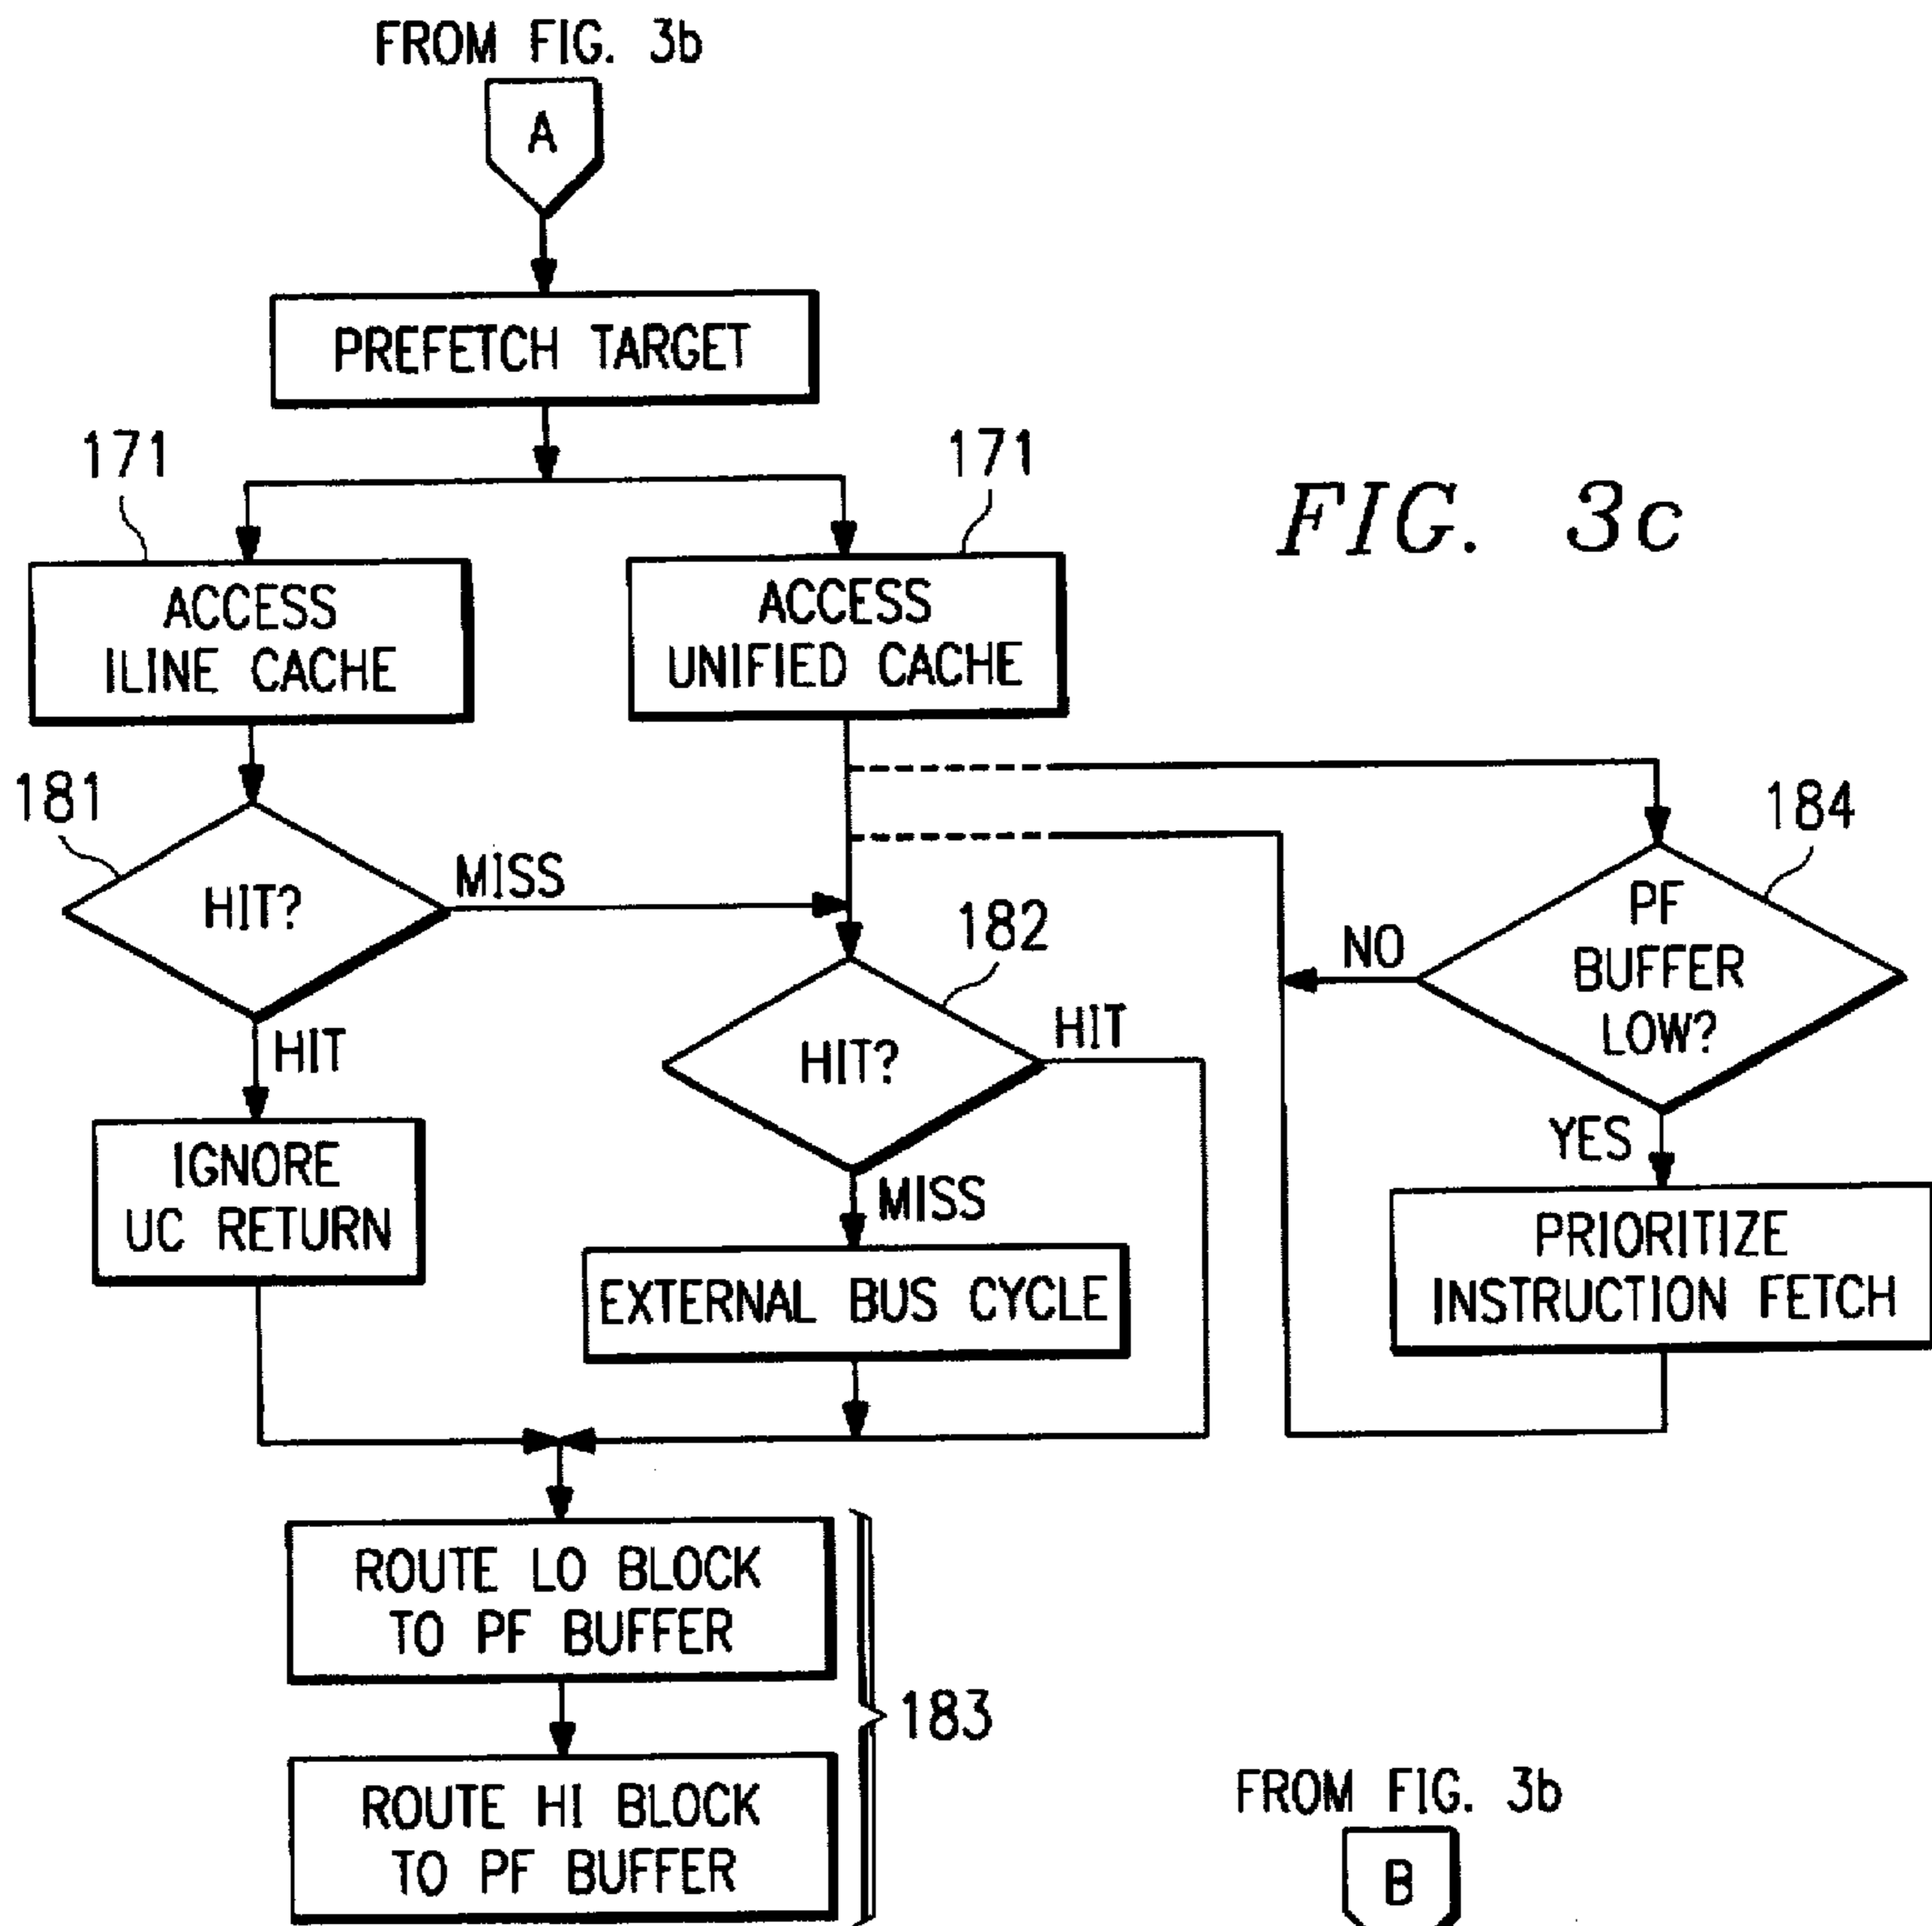 FROM FIG. 3b
A
PREFETCH TARGET
171
171
FIG. 3c
ACCESS
ILINE CACHE
ACCESS
UNIFIED CACHE
181
HIT?
MISS
HIT
182
HIT?
HIT
MISS
184
PF
BUFFER
LOW?
NO
YES
IGNORE
UC RETURN
EXTERNAL BUS CYCLE
PRIORITIZE
INSTRUCTION FETCH
ROUTE LO BLOCK
TO PF BUFFER
183
ROUTE HI BLOCK
TO PF BUFFER
FROM FIG. 3b
B